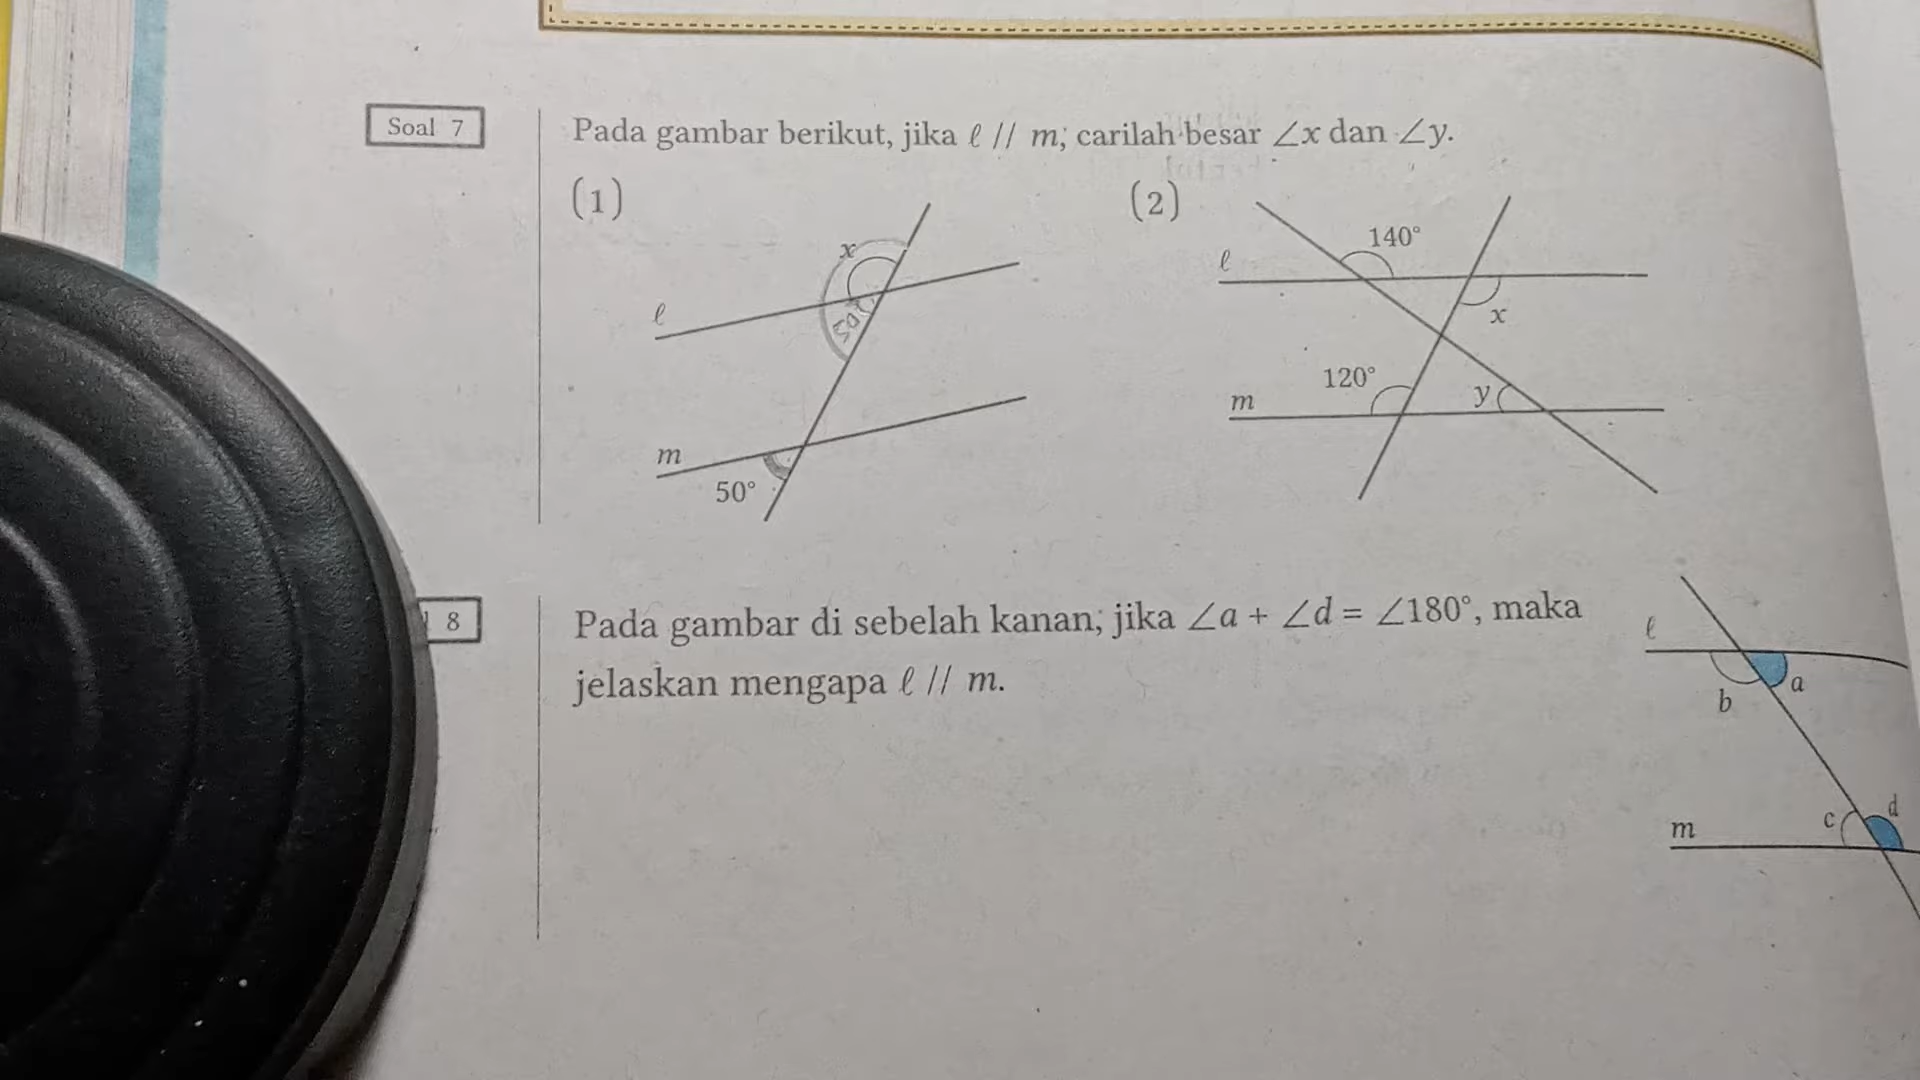 Soal 7
Pada gambar berikut, jika ℓ // m, carilah besar ∠x dan ∠y.
(1)
x
ℓ
50°
m
50°
(2)
140°
ℓ
x
120°
y
m
8
Pada gambar di sebelah kanan, jika ∠a + ∠d = ∠180°, maka
jelaskan mengapa ℓ // m.
ℓ
a
b
d
c
m